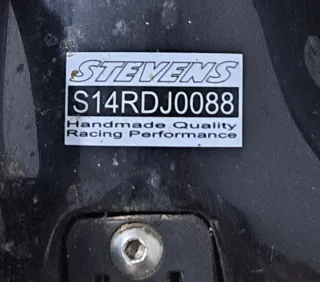 STEVENS
S14RDJ0088
Handmade Quality
Racing Performance